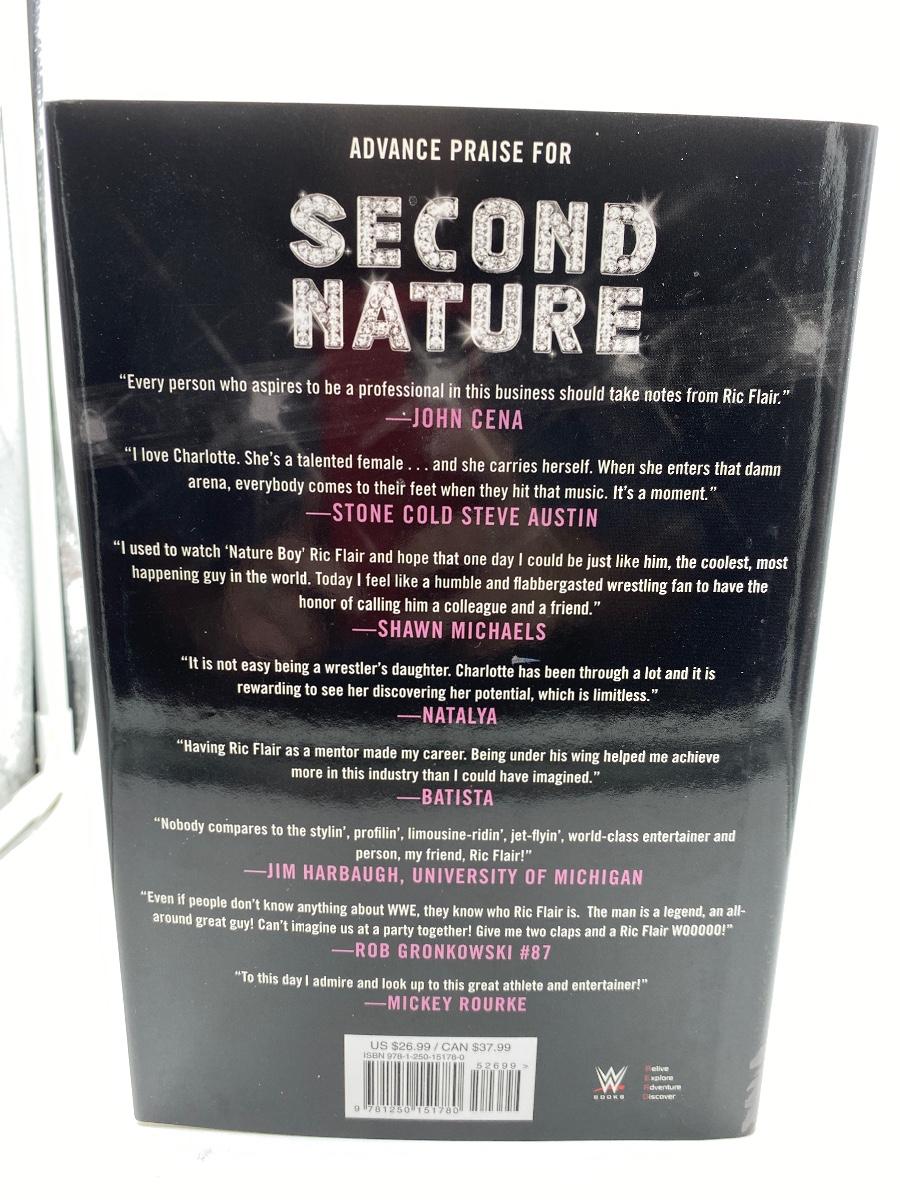 ADVANCE PRAISE FOR
SECOND
NATURE
“Every person who aspires to be a professional in this business should take notes from Ric Flair.”
—JOHN CENA
“I love Charlotte. She’s a talented female . . . and she carries herself. When she enters that damn
arena, everybody comes to their feet when they hit that music. It’s a moment.”
—STONE COLD STEVE AUSTIN
“I used to watch ‘Nature Boy’ Ric Flair and hope that one day I could be just like him, the coolest, most
happening guy in the world. Today I feel like a humble and flabbergasted wrestling fan to have the
honor of calling him a colleague and a friend.”
—SHAWN MICHAELS
“It is not easy being a wrestler’s daughter. Charlotte has been through a lot and it is
rewarding to see her discovering her potential, which is limitless.”
—NATALYA
“Having Ric Flair as a mentor made my career. Being under his wing helped me achieve
more in this industry than I could have imagined.”
—BATISTA
“Nobody compares to the stylin’, profilin’, limousine-ridin’, jet-flyin’, world-class entertainer and
person, my friend, Ric Flair!”
—JIM HARBAUGH, UNIVERSITY OF MICHIGAN
“Even if people don’t know anything about WWE, they know who Ric Flair is. The man is a legend, an all-
around great guy! Can’t imagine us at a party together! Give me two claps and a Ric Flair WOOOOO!”
—ROB GRONKOWSKI #87
“To this day I admire and look up to this great athlete and entertainer!”
—MICKEY ROURKE
US $26.99 / CAN $37.99
ISBN 978-1-250-15178-0
52699 >
9 781250 151780
W
BOOKS
Relive
Explore
Adventure
Discover